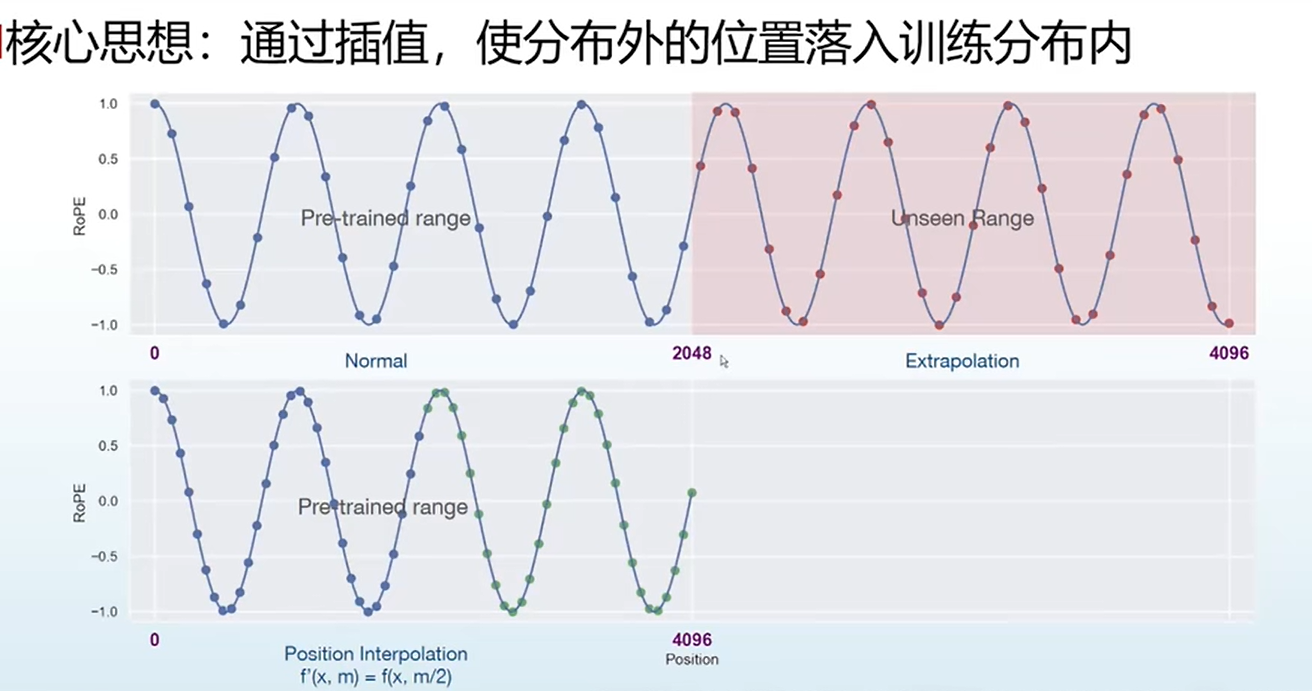 核心思想：通过插值，使分布外的位置落入训练分布内
1.0
0.5
0.0
−0.5
−1.0
RoPE
Pre-trained range
Unseen Range
0
2048
4096
Normal
Extrapolation
1.0
0.5
0.0
−0.5
−1.0
RoPE
Pre-trained range
0
4096
Position
Position Interpolation
f'(x, m) = f(x, m/2)